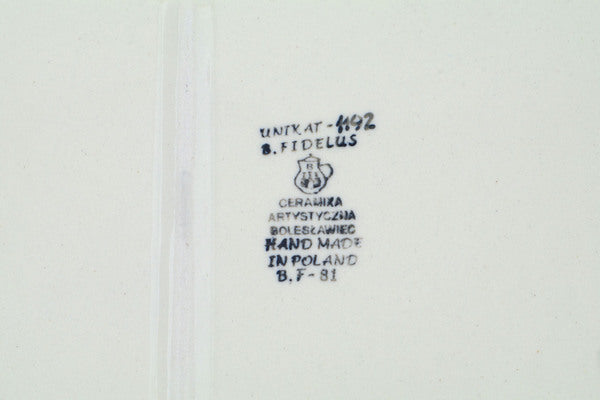 UNIKAT - 1192
B. FIDELUS
B
CERAMIKA
ARTYSTYCZNA
BOLESŁAWIEC
HAND MADE
IN POLAND
B.F-81